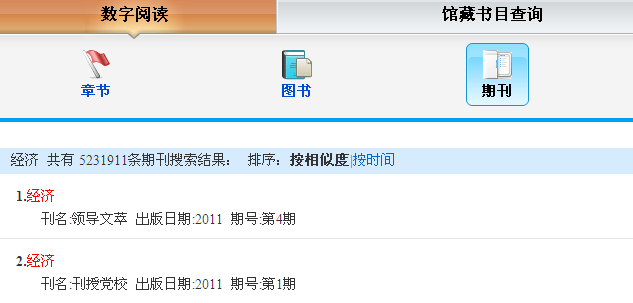 数字阅读 馆藏书目查询
章节 图书 期刊
经济 共有 5231911条期刊搜索结果： 排序：按相似度|按时间
1.经济
刊名:领导文萃 出版日期:2011 期号:第4期
2.经济
刊名:刊授党校 出版日期:2011 期号:第1期